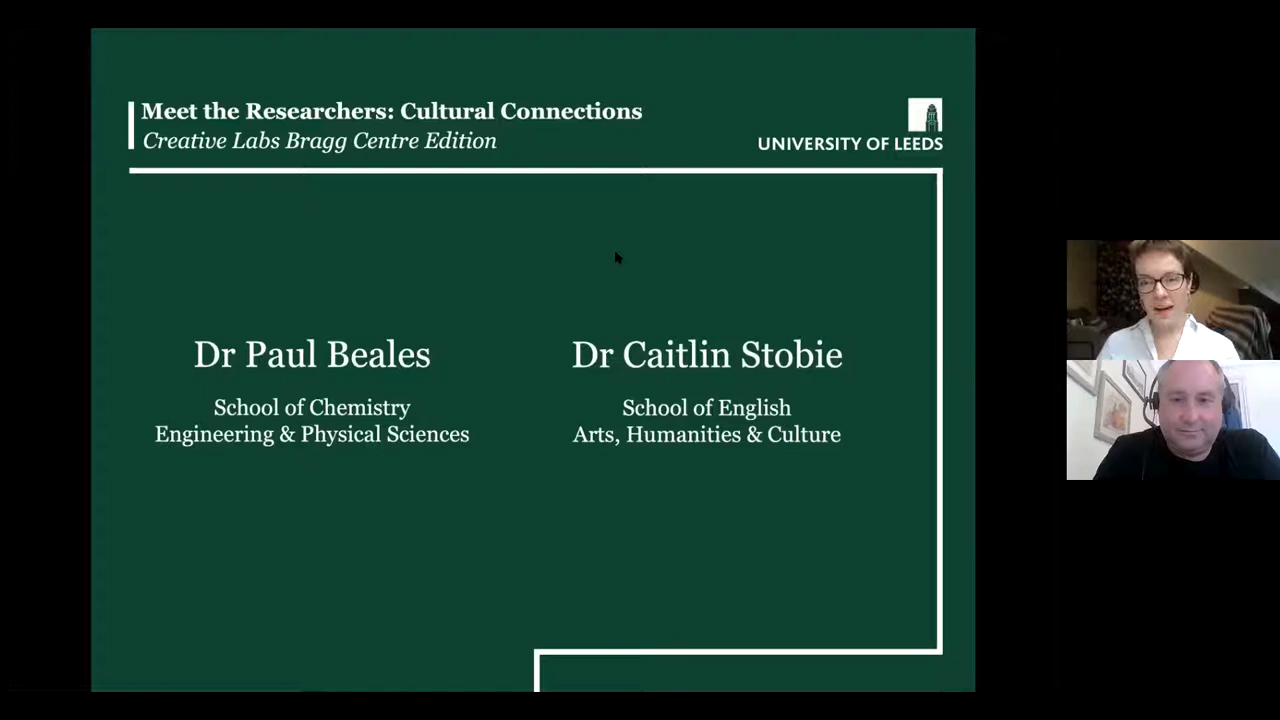 Meet the Researchers: Cultural Connections
Creative Labs Bragg Centre Edition
UNIVERSITY OF LEEDS
Dr Paul Beales
School of Chemistry
Engineering & Physical Sciences
Dr Caitlin Stobie
School of English
Arts, Humanities & Culture